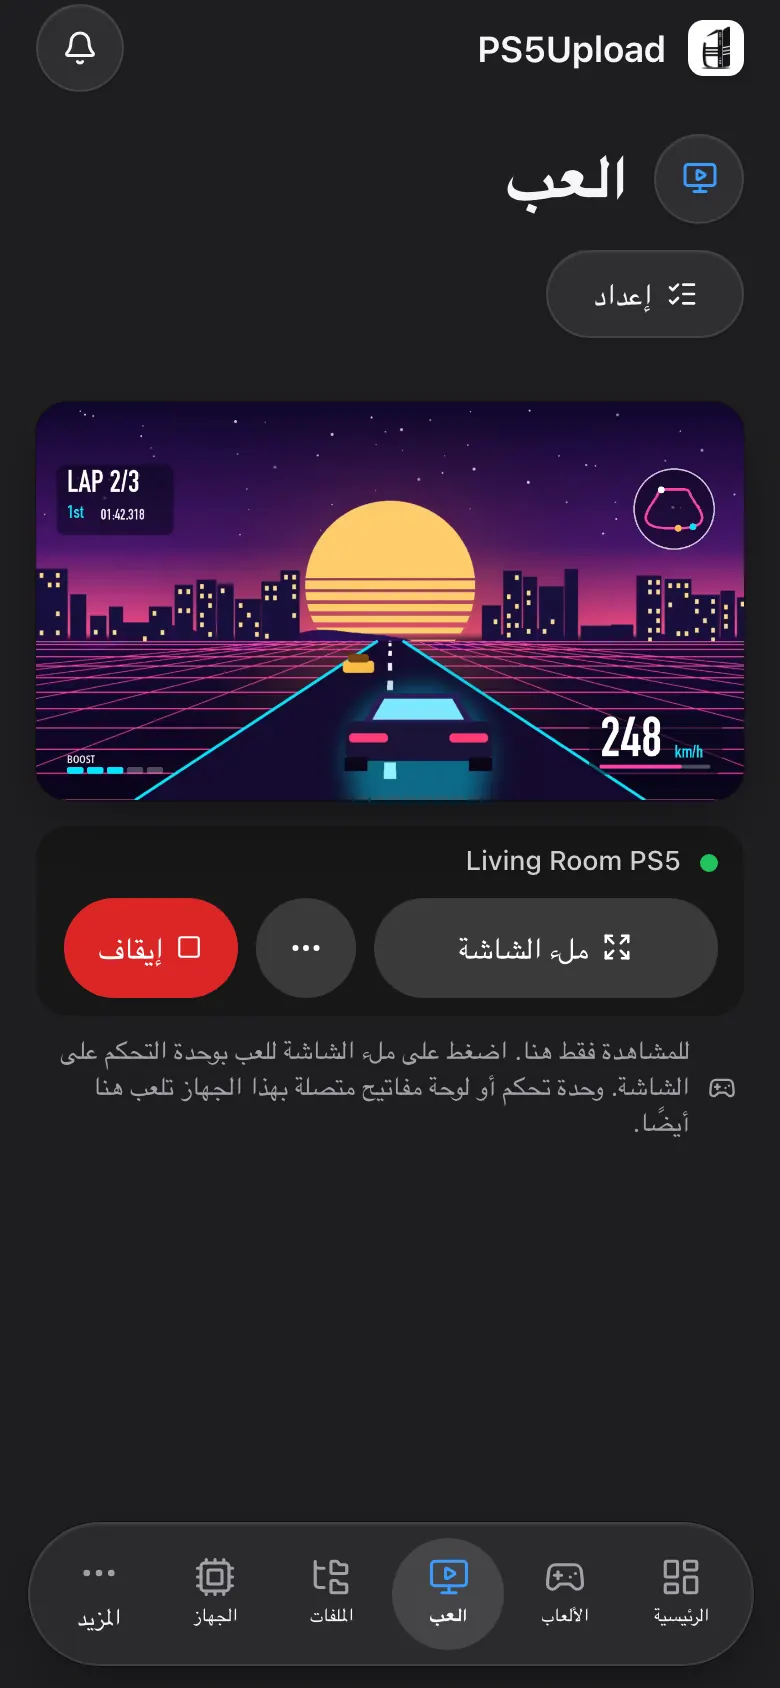 PS5Upload
العب
إعداد
LAP 2/3
1st 01:42.318
BOOST
248 km/h
Living Room PS5
ملء الشاشة
إيقاف
للمشاهدة فقط هنا. اضغط على ملء الشاشة للعب بوحدة التحكم على
الشاشة. وحدة تحكم أو لوحة مفاتيح متصلة بهذا الجهاز تلعب هنا
أيضًا.
الرئيسية
الألعاب
العب
الملفات
الجهاز
المزيد